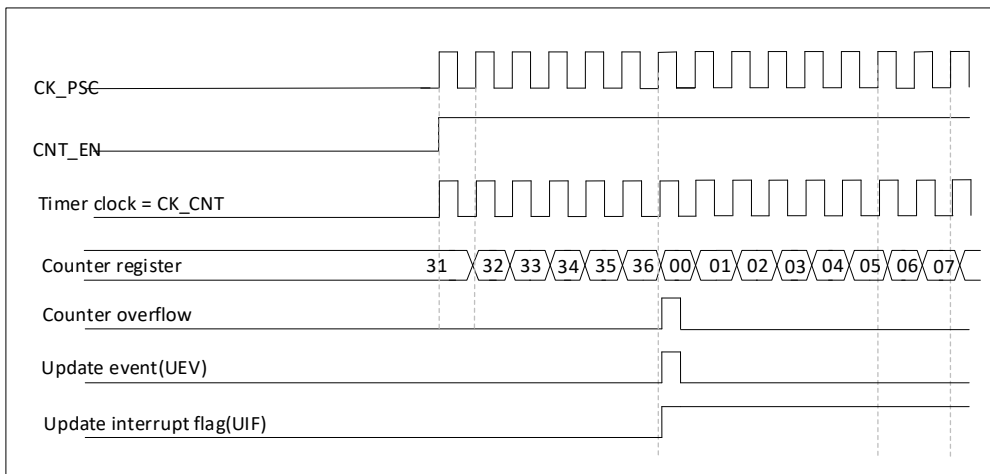 CK_PSC
CNT_EN
Timer clock = CK_CNT
Counter register 31 32 33 34 35 36 00 01 02 03 04 05 06 07
Counter overflow
Update event(UEV)
Update interrupt flag(UIF)